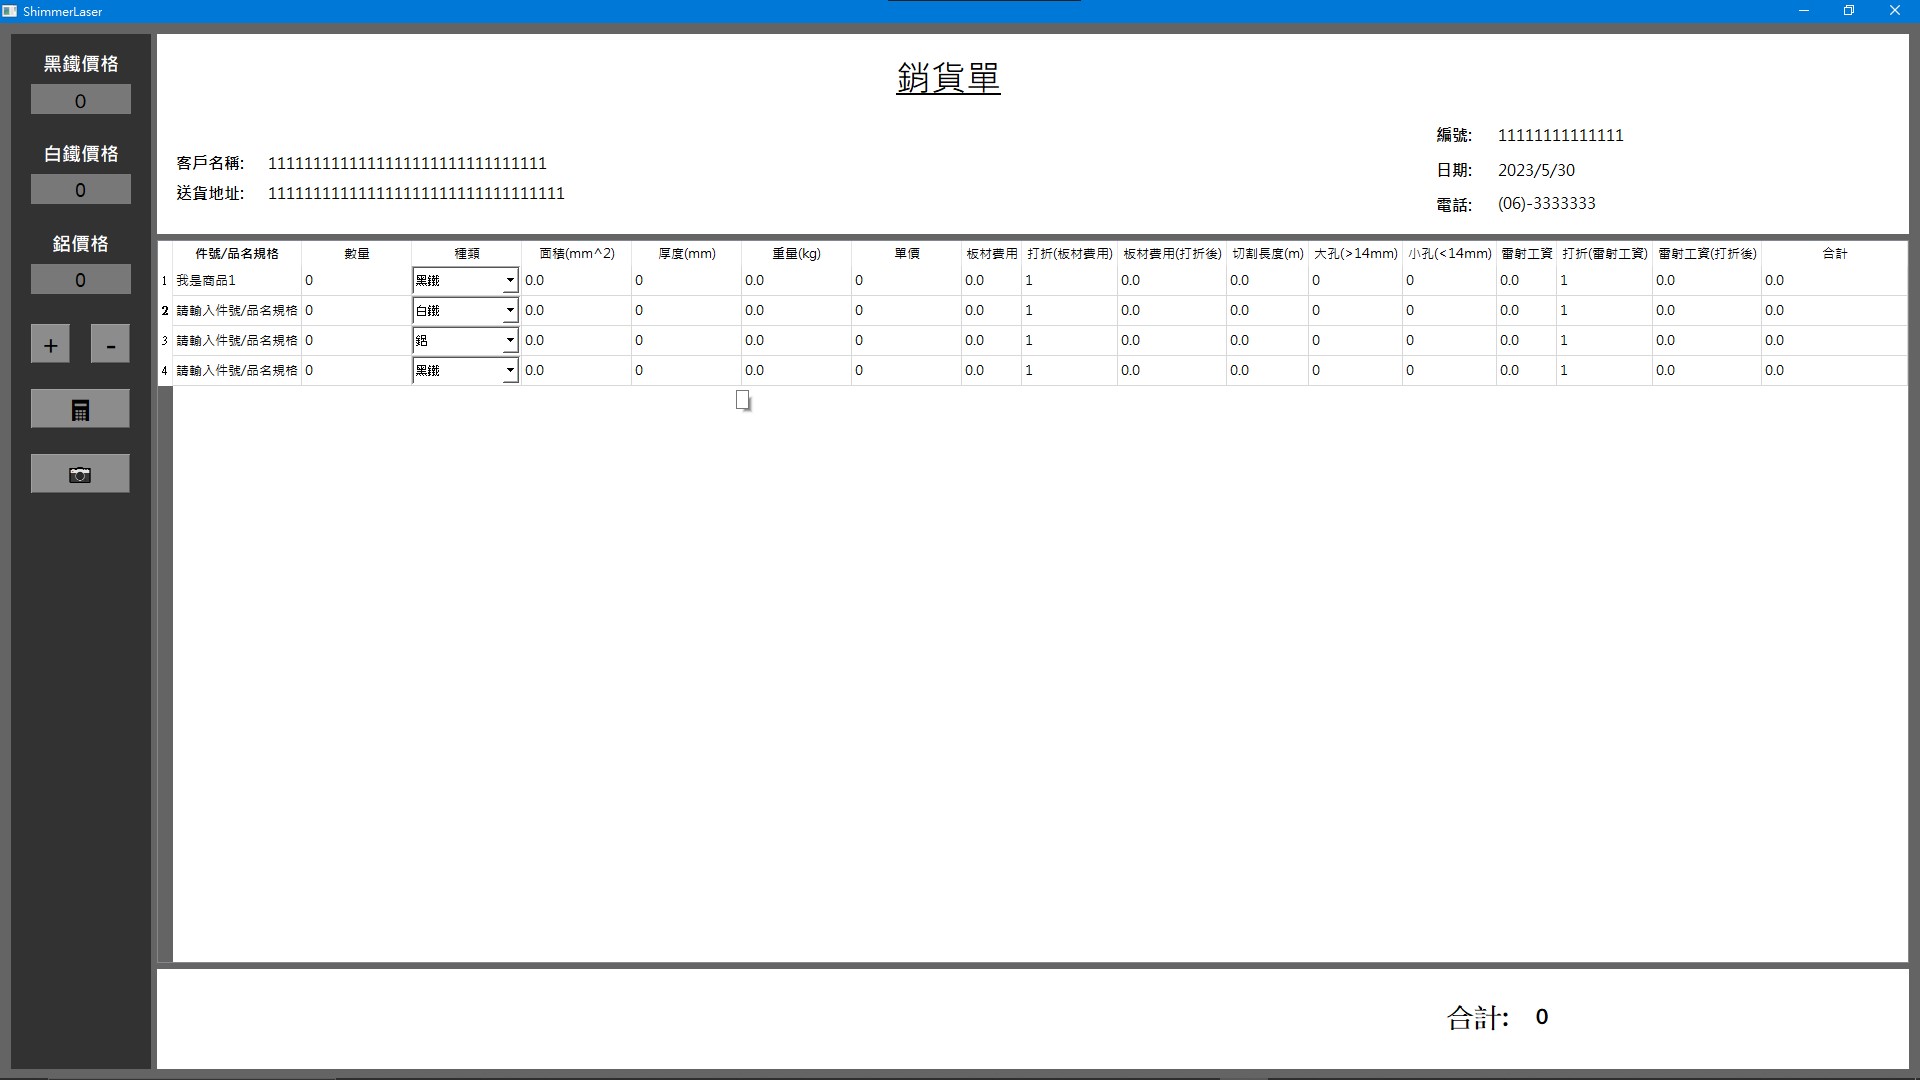 ShimmerLaser
黑鐵價格
0
白鐵價格
0
鋁價格
0
+ -
銷貨單
編號: 11111111111111
日期: 2023/5/30
電話: (06)-3333333
客戶名稱: 1111111111111111111111111111111
送貨地址: 111111111111111111111111111111111
件號/品名規格 數量 種類 面積(mm^2) 厚度(mm) 重量(kg) 單價 板材費用 打折(板材費用) 板材費用(打折後) 切割長度(m) 大孔(>14mm) 小孔(<14mm) 雷射工資 打折(雷射工資) 雷射工資(打折後) 合計
1 我是商品1 0 黑鐵 0.0 0 0.0 0 0.0 1 0.0 0.0 0 0 0.0 1 0.0 0.0
2 請輸入件號/品名規格 0 白鐵 0.0 0 0.0 0 0.0 1 0.0 0.0 0 0 0.0 1 0.0 0.0
3 請輸入件號/品名規格 0 鋁 0.0 0 0.0 0 0.0 1 0.0 0.0 0 0 0.0 1 0.0 0.0
4 請輸入件號/品名規格 0 黑鐵 0.0 0 0.0 0 0.0 1 0.0 0.0 0 0 0.0 1 0.0 0.0
合計: 0